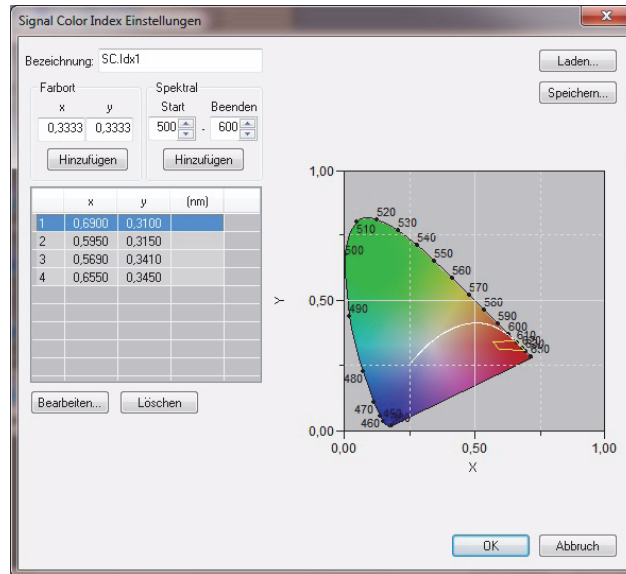 Signal Color Index Einstellungen
x
Bezeichnung: SC.Idx1
Laden...
Speichern...
Farbort
x y
0,3333 0,3333
Hinzufügen
Spektral
Start Beenden
500 - 600
Hinzufügen
x y (nm)
1 0,6900 0,3100
2 0,5950 0,3150
3 0,5690 0,3410
4 0,6550 0,3450
Bearbeiten... Löschen
1,00
0,50
0,00
Y
520
510
530
540
500
550
560
570
580
490
590
600
610
480
470
460
0,00 0,50 1,00
X
OK Abbruch